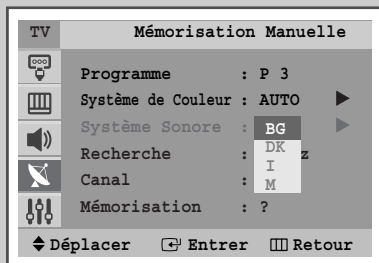 TV Mémorisation Manuelle
Programme : P 3
Système de Couleur : AUTO
Système Sonore : BG
DK
Recherche : z
I
Canal :
M
Mémorisation : ?
Déplacer Entrer Retour